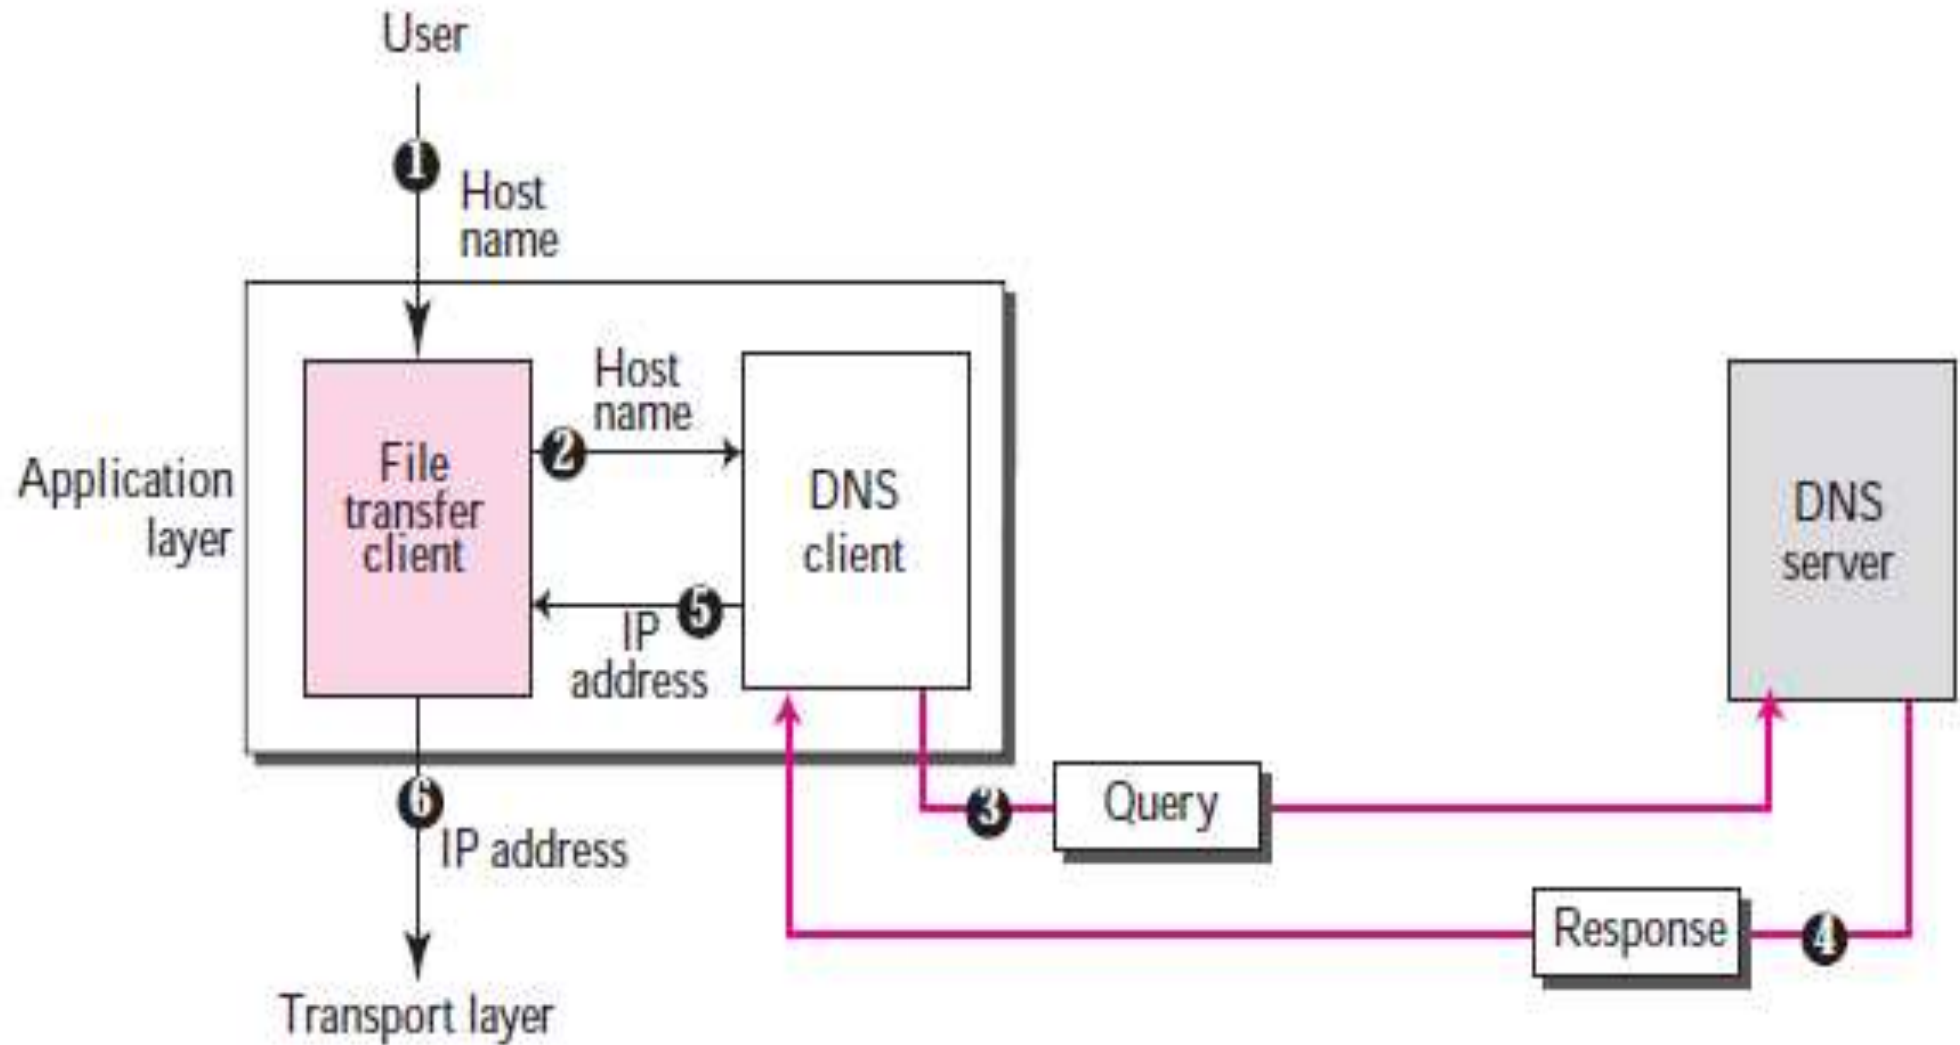 User
1
Host
name
Application
layer
File
transfer
client
2
Host
name
5
IP
address
DNS
client
DNS
server
6
IP address
3
Query
Response
4
Transport layer